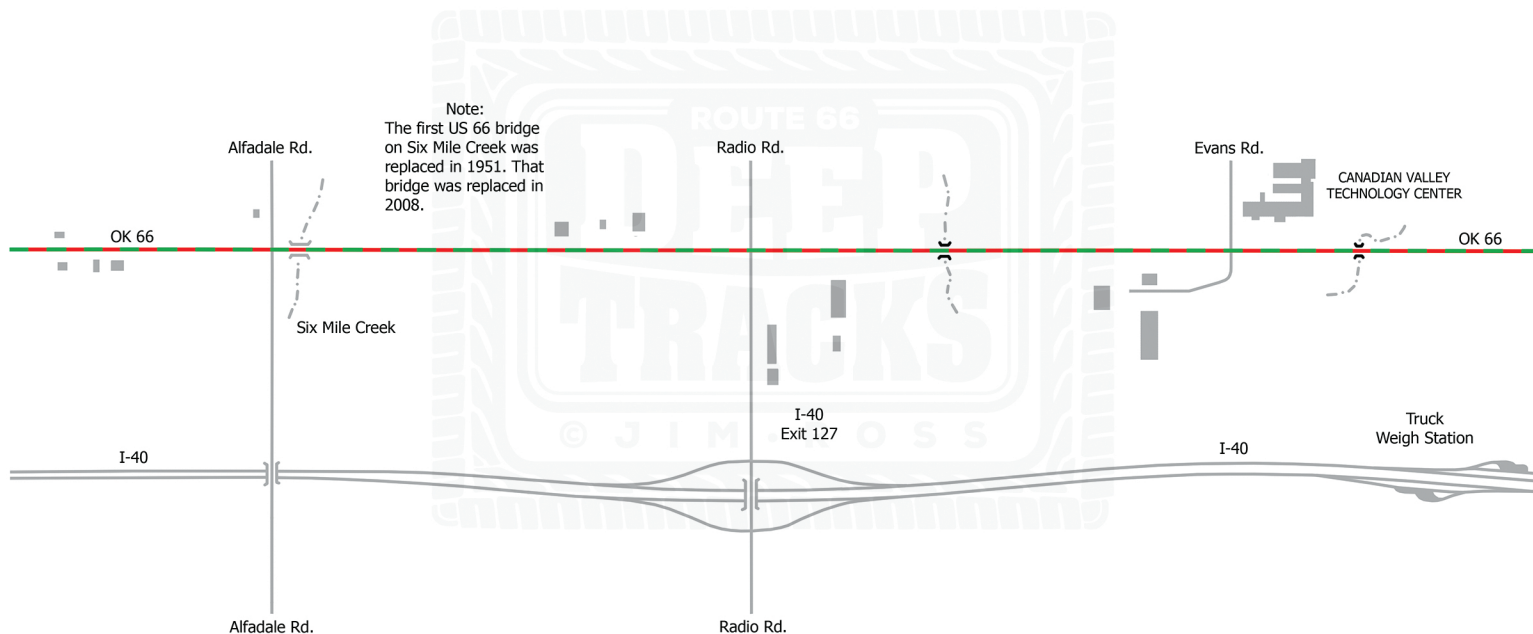 ROUTE 66
DEEP
TRACKS
© JIM ROSS
Note:
The first US 66 bridge
on Six Mile Creek was
replaced in 1951. That
bridge was replaced in
2008.
Alfadale Rd.
Radio Rd.
Evans Rd.
CANADIAN VALLEY
TECHNOLOGY CENTER
OK 66
OK 66
Six Mile Creek
I-40
Exit 127
Truck
Weigh Station
I-40
I-40
Alfadale Rd.
Radio Rd.